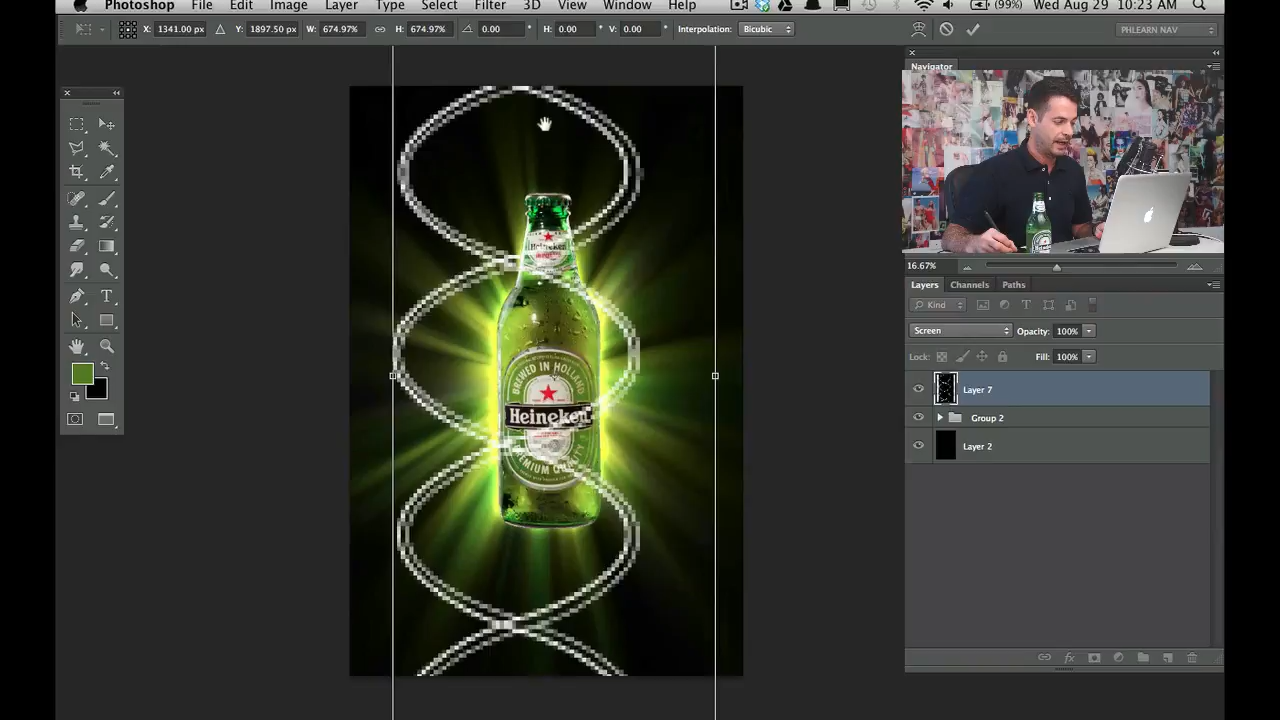 Photoshop File Edit Image Layer Type Select Filter 3D View Window Help (99%) Wed Aug 29 10:23 AM
X: 1341.00 px Y: 1897.50 px W: 674.97% H: 674.97% 0.00 ° H: 0.00 ° V: 0.00 ° Interpolation: Bicubic PHLEARN NAV
Navigator
16.67%
Layers Channels Paths
Kind
Screen Opacity: 100%
Lock: Fill: 100%
Layer 7
Group 2
Layer 2
Heineken
IMPORTED
BREWED IN HOLLAND
Heineken
PREMIUM QUALITY